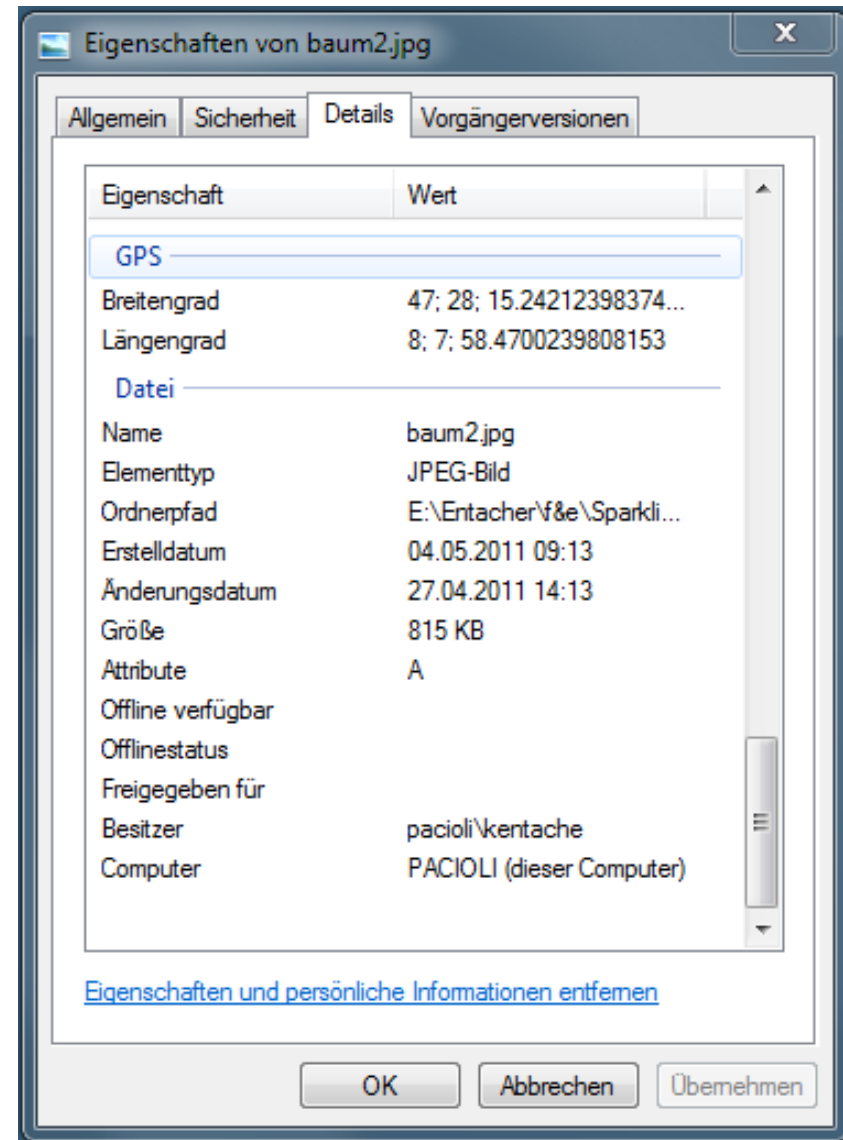 Eigenschaften von baum2.jpg
Allgemein Sicherheit Details Vorgängerversionen
Eigenschaft Wert
GPS
Breitengrad 47; 28; 15.24212398374...
Längengrad 8; 7; 58.4700239808153
Datei
Name baum2.jpg
Elementtyp JPEG-Bild
Ordnerpfad E:\Entacher\f&e\Sparkli...
Erstelldatum 04.05.2011 09:13
Änderungsdatum 27.04.2011 14:13
Größe 815 KB
Attribute A
Offline verfügbar
Offlinestatus
Freigegeben für
Besitzer pacioli\kentache
Computer PACIOLI (dieser Computer)
Eigenschaften und persönliche Informationen entfernen
OK Abbrechen Übernehmen